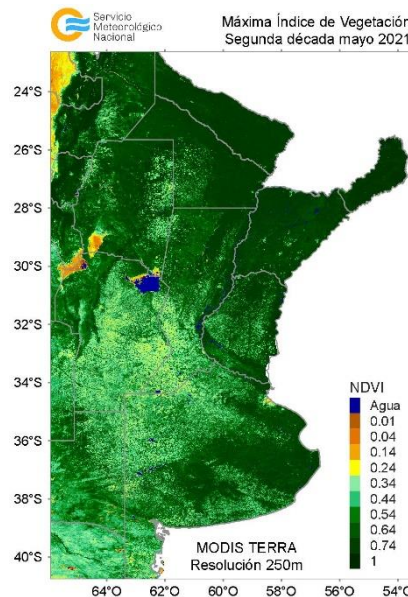 Servicio
Meteorológico
Nacional
Máxima Índice de Vegetación
Segunda década mayo 2021
24°S
26°S
28°S
30°S
32°S
34°S
36°S
38°S
40°S
NDVI
Agua
0.01
0.04
0.14
0.24
0.34
0.44
0.54
0.64
0.74
1
MODIS TERRA
Resolución 250m
64°O
62°O
60°O
58°O
56°O
54°O